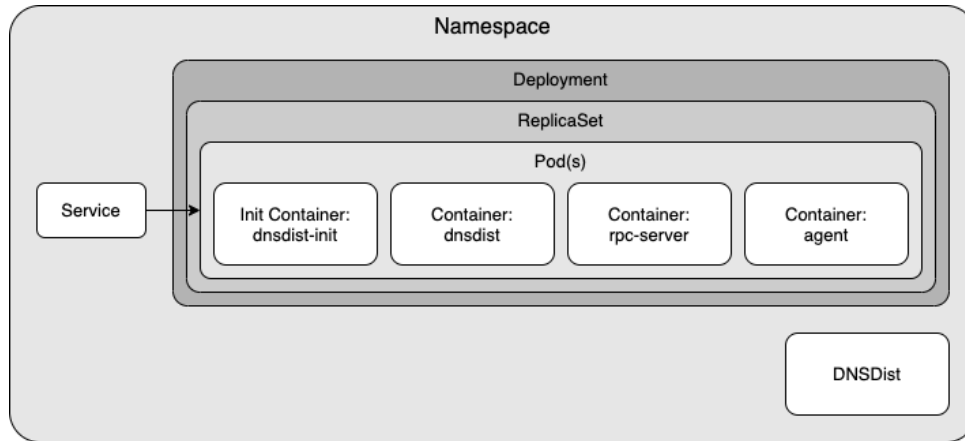 Namespace
Deployment
ReplicaSet
Pod(s)
Service
Init Container:
dnsdist-init
Container:
dnsdist
Container:
rpc-server
Container:
agent
DNSDist